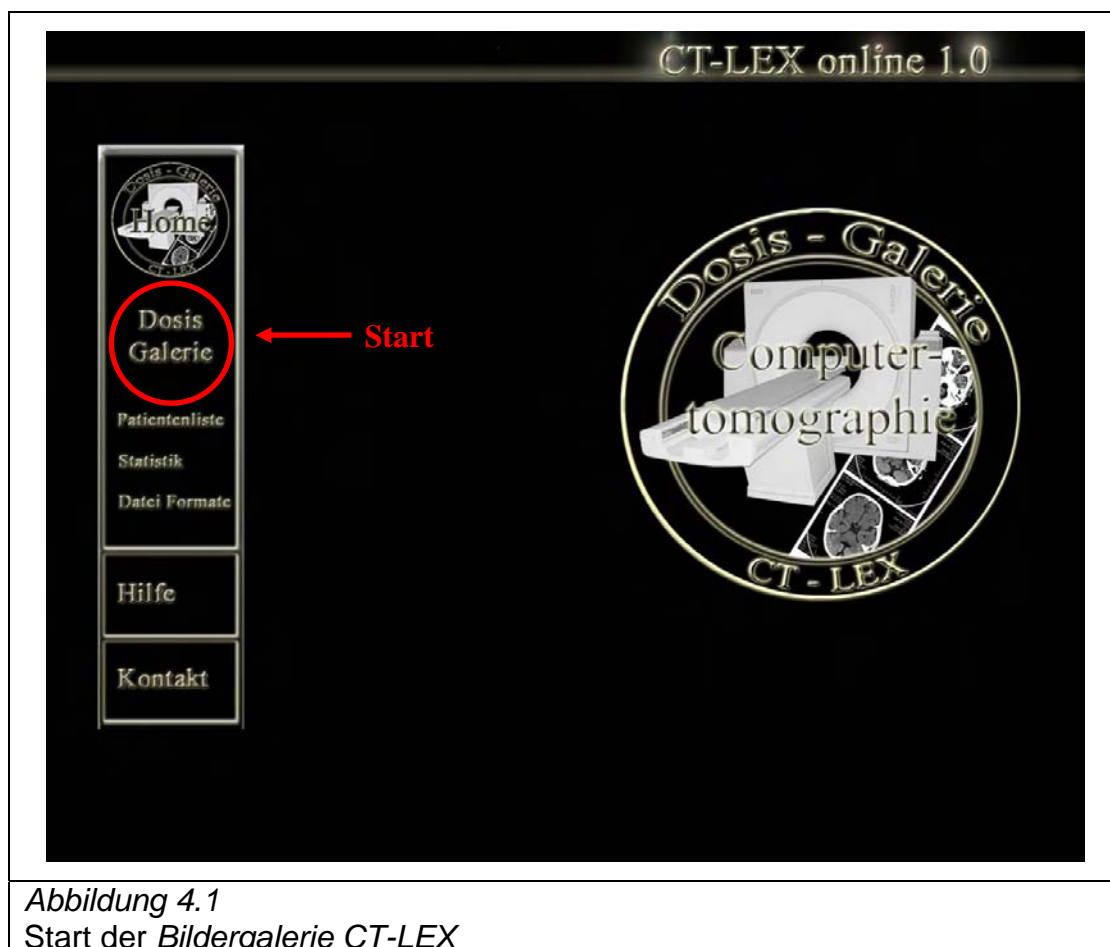 CT-LEX online 1.0
Dosis - Galerie
Home
CT-LEX
Dosis
Galerie
Start
Patientenliste
Statistik
Datei Formate
Hilfe
Kontakt
Dosis - Galerie
Computer-
tomographie
CT - LEX
Abbildung 4.1
Start der Bildergalerie CT-LEX